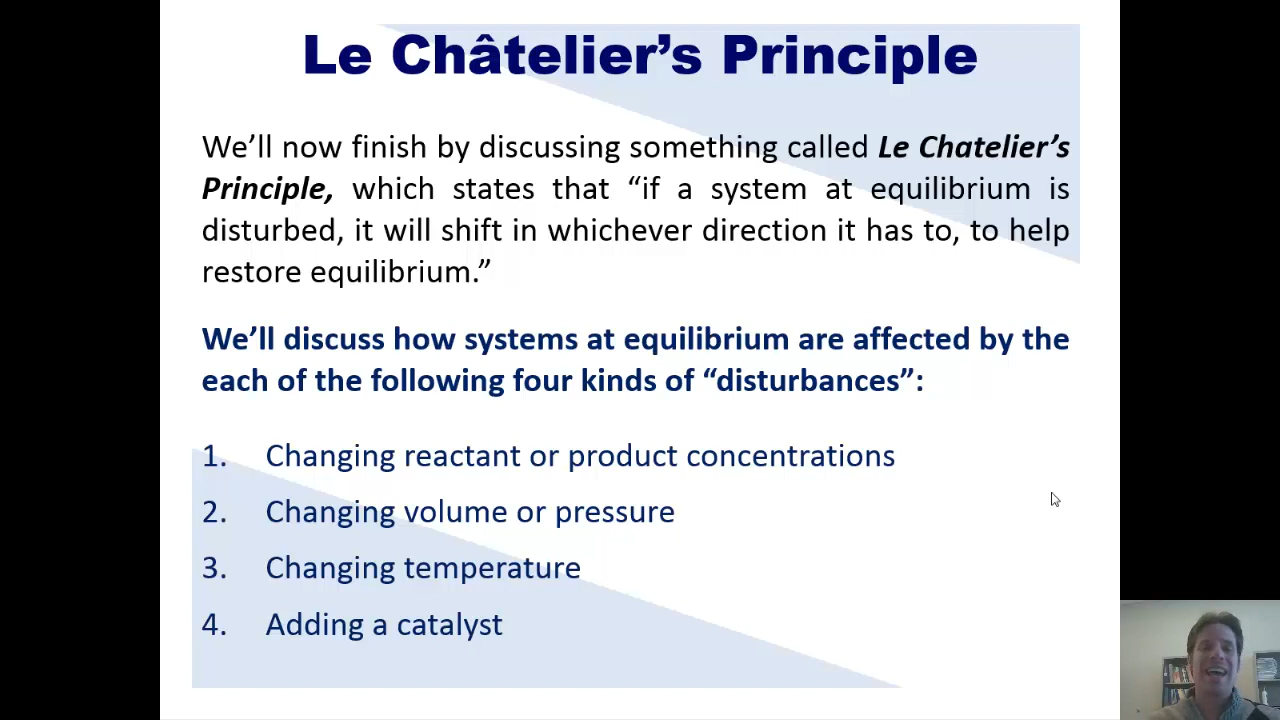 Le Châtelier’s Principle
We’ll now finish by discussing something called Le Chatelier’s
Principle, which states that “if a system at equilibrium is
disturbed, it will shift in whichever direction it has to, to help
restore equilibrium.”
We’ll discuss how systems at equilibrium are affected by the
each of the following four kinds of “disturbances”:
1. Changing reactant or product concentrations
2. Changing volume or pressure
3. Changing temperature
4. Adding a catalyst